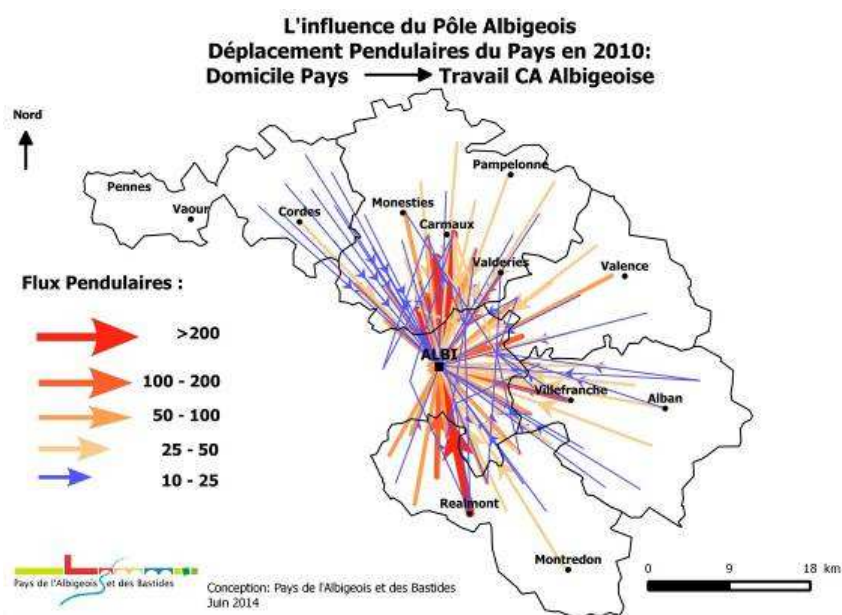 L'influence du Pôle Albigeois
Déplacement Pendulaires du Pays en 2010:
Domicile Pays Travail CA Albigeoise
Nord
Pampelonne
Pennes
Vaour
Cordes
Monesties
Carmaux
Valderies
Valence
Flux Pendulaires :
>200
100 - 200
50 - 100
25 - 50
10 - 25
ALBI
Villefranche
Alban
Realmont
Montredon
0 9 18 km
Pays de l'Albigeois et des Bastides
Conception: Pays de l'Albigeois et des Bastides
Juin 2014